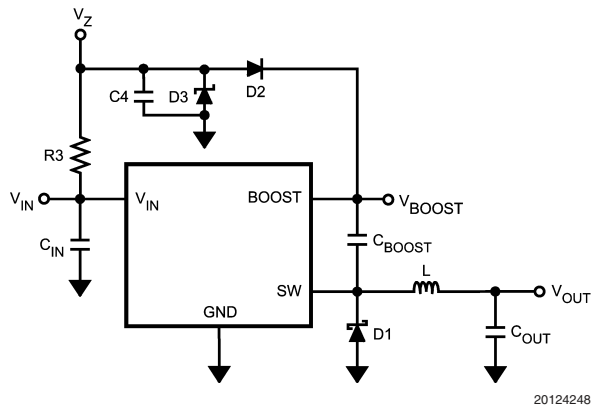 VZ
C4
D3
D2
R3
VIN
VIN
BOOST
VBOOST
CIN
CBOOST
SW
L
VOUT
GND
D1
COUT
20124248